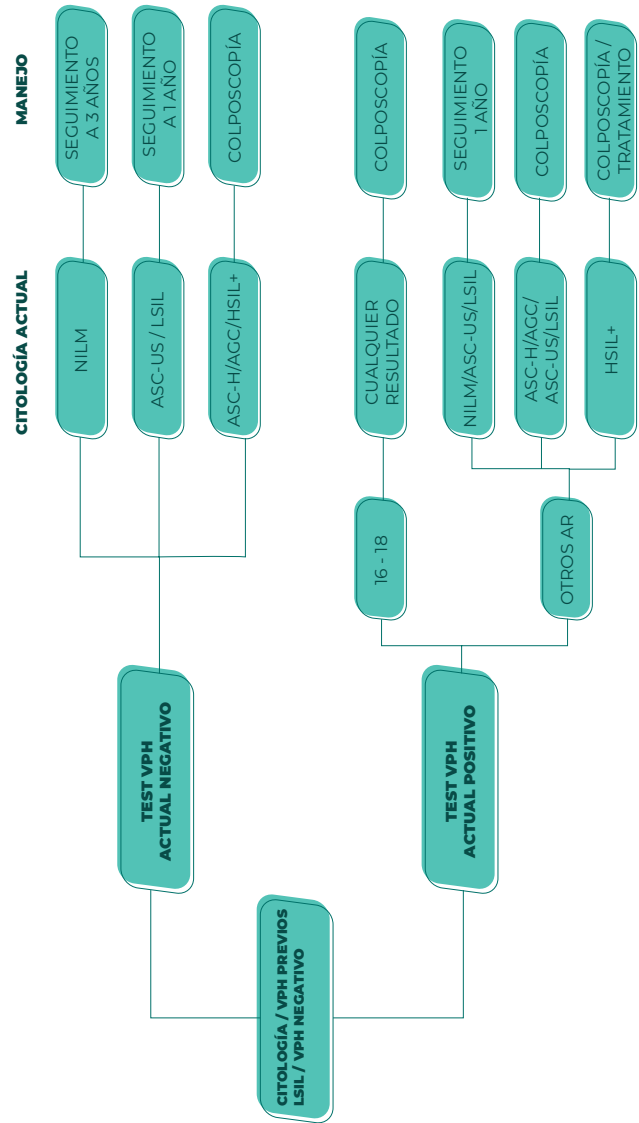 CITOLOGÍA ACTUAL
MANEJO
CITOLOGÍA / VPH PREVIOS
LSIL / VPH NEGATIVO
TEST VPH
ACTUAL NEGATIVO
NILM
SEGUIMIENTO
A 3 AÑOS
ASC-US / LSIL
SEGUIMIENTO
A 1 AÑO
ASC-H/AGC/HSIL+
COLPOSCOPÍA
TEST VPH
ACTUAL POSITIVO
16 - 18
CUALQUIER
RESULTADO
COLPOSCOPÍA
OTROS AR
NILM/ASC-US/LSIL
SEGUIMIENTO
1 AÑO
ASC-H/AGC/
ASC-US/LSIL
COLPOSCOPÍA
HSIL+
COLPOSCOPÍA /
TRATAMIENTO